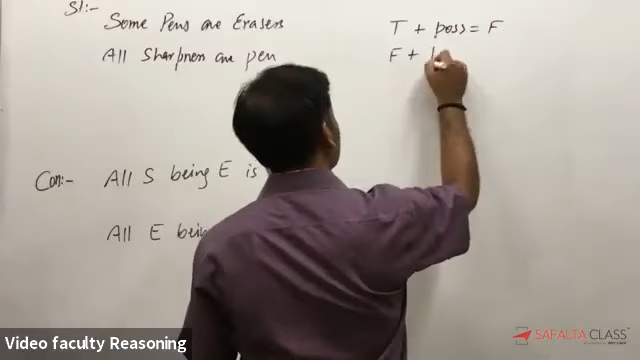 St:-
Some Pens are Erasers
All Sharpners are pen
T + poss = F
F +
Con:- All S being E is
All E bein
Video faculty Reasoning
SAFALTA CLASS